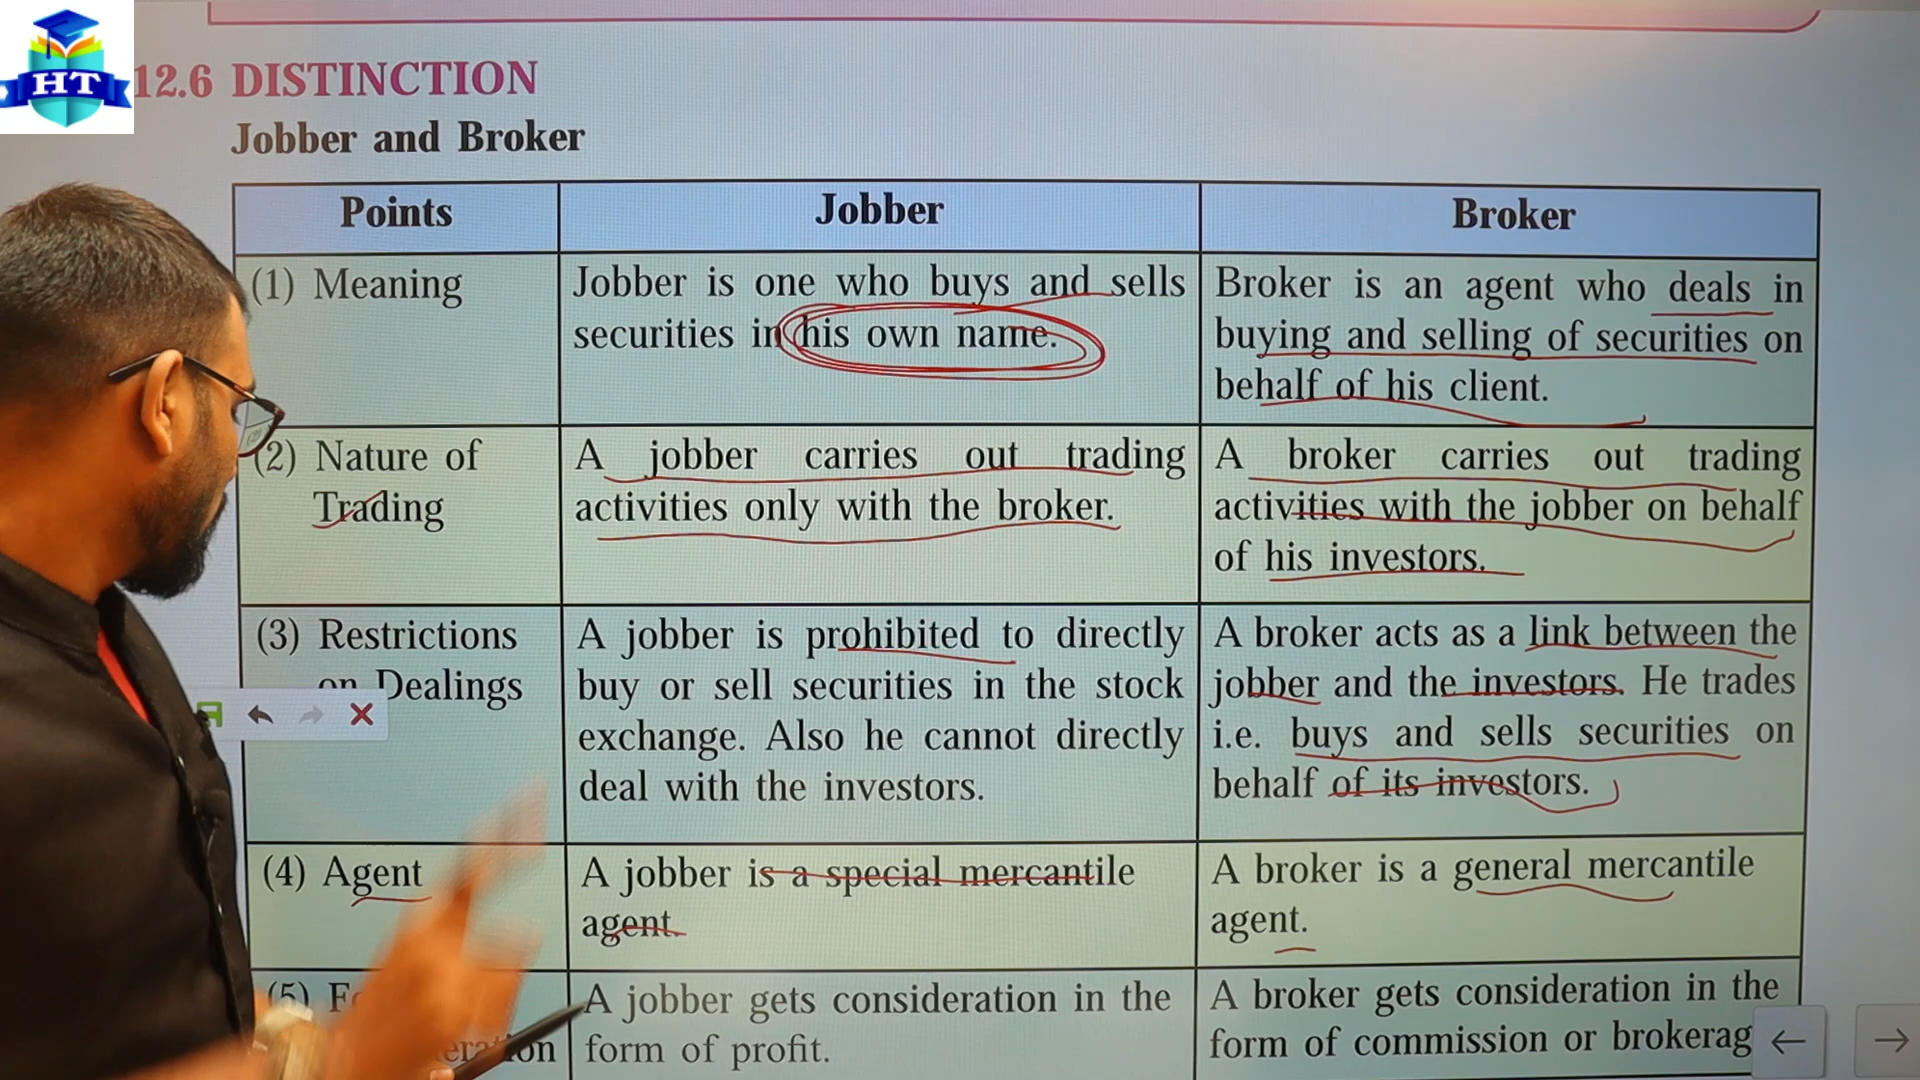 HT
12.6 DISTINCTION
Jobber and Broker
Points
Jobber
Broker
(1) Meaning
Jobber is one who buys and sells
securities in his own name.
Broker is an agent who deals in
buying and selling of securities on
behalf of his client.
(2) Nature of
Trading
A jobber carries out trading
activities only with the broker.
A broker carries out trading
activities with the jobber on behalf
of his investors.
(3) Restrictions
on Dealings
A jobber is prohibited to directly
buy or sell securities in the stock
exchange. Also he cannot directly
deal with the investors.
A broker acts as a link between the
jobber and the investors. He trades
i.e. buys and sells securities on
behalf of its investors.
(4) Agent
A jobber is a special mercantile
agent.
A broker is a general mercantile
agent.
(5)
A jobber gets consideration in the
form of profit.
A broker gets consideration in the
form of commission or brokerag